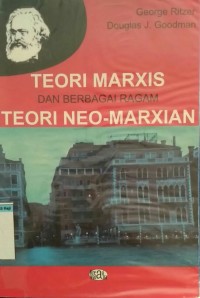 George Ritzer
Douglas J. Goodman
TEORI MARXIS
DAN BERBAGAI RAGAM
TEORI NEO-MARXIAN